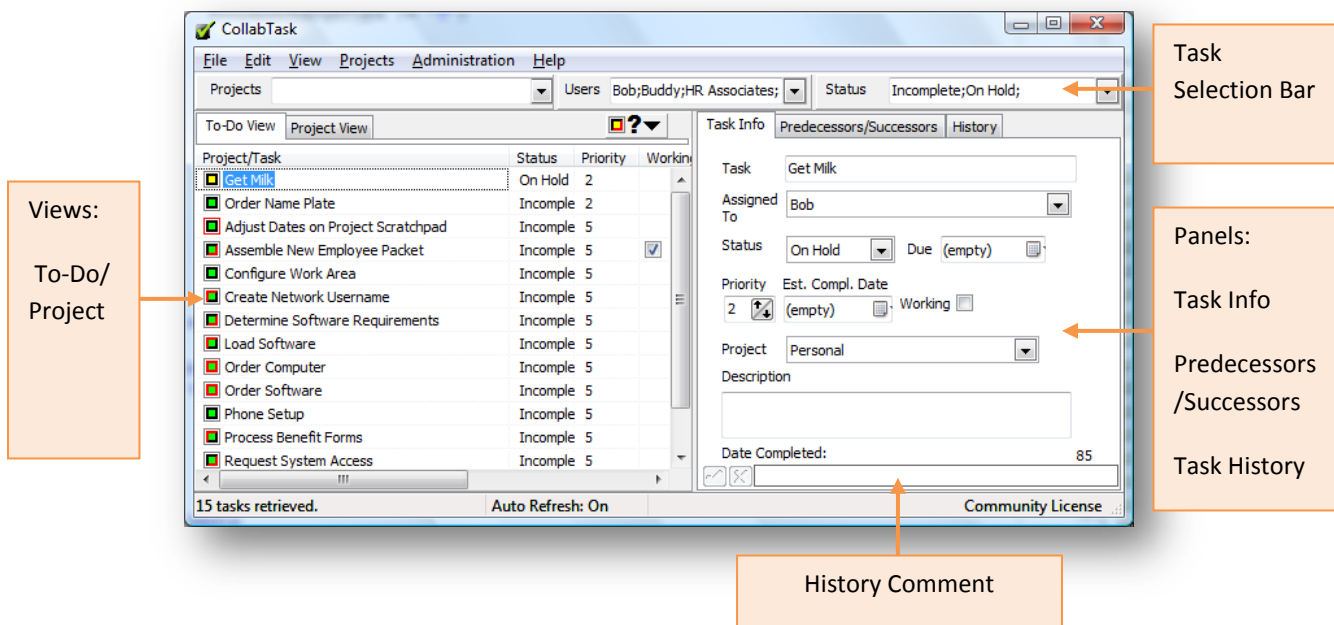 CollabTask
File Edit View Projects Administration Help
Projects Users Bob;Buddy;HR Associates; Status Incomplete;On Hold;
To-Do View Project View ?
Project/Task Status Priority Working
Get Milk On Hold 2
Order Name Plate Incomple 2
Adjust Dates on Project Scratchpad Incomple 5
Assemble New Employee Packet Incomple 5
Configure Work Area Incomple 5
Create Network Username Incomple 5
Determine Software Requirements Incomple 5
Load Software Incomple 5
Order Computer Incomple 5
Order Software Incomple 5
Phone Setup Incomple 5
Process Benefit Forms Incomple 5
Request System Access Incomple 5
Task Info Predecessors/Successors History
Task Get Milk
Assigned
To
Bob
Status On Hold Due (empty)
Priority Est. Compl. Date
2 (empty) Working
Project Personal
Description
Date Completed: 85
15 tasks retrieved. Auto Refresh: On Community License
Views:
To-Do/
Project
Task
Selection Bar
Panels:
Task Info
Predecessors
/Successors
Task History
History Comment